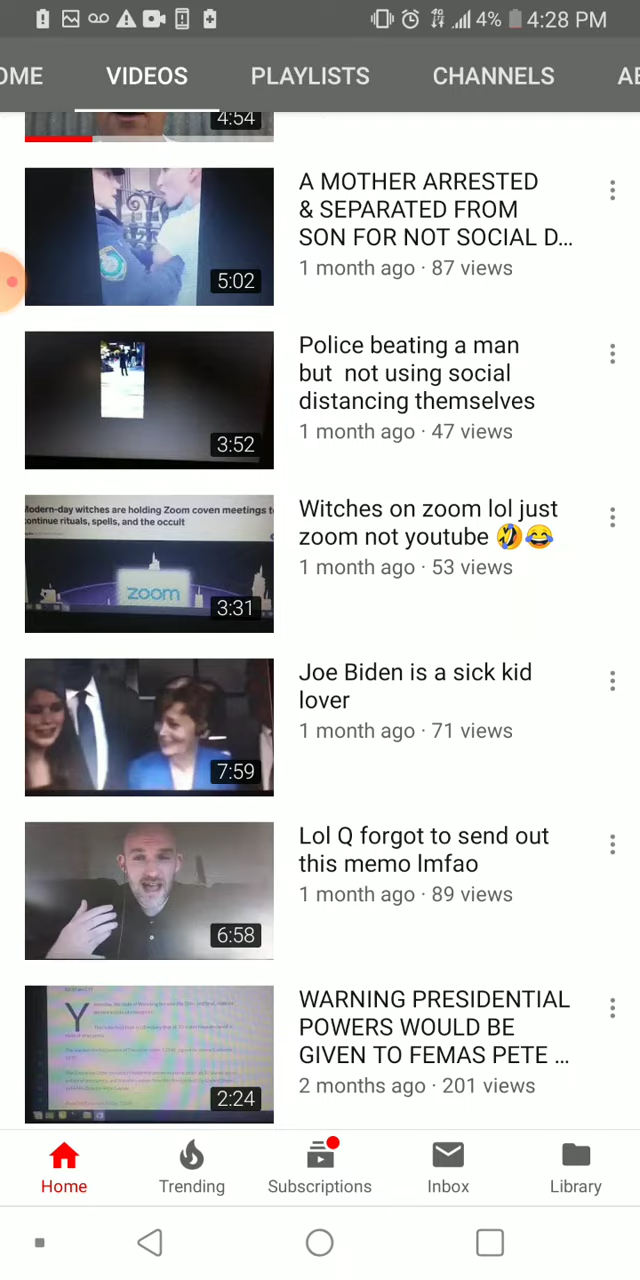 4G
4%
4:28 PM
OME
VIDEOS
PLAYLISTS
CHANNELS
4:54
A MOTHER ARRESTED
& SEPARATED FROM
SON FOR NOT SOCIAL D...
1 month ago · 87 views
5:02
Police beating a man
but not using social
distancing themselves
1 month ago · 47 views
3:52
Modern-day witches are holding Zoom coven meetings t
continue rituals, spells, and the occult
zoom
3:31
Witches on zoom lol just
zoom not youtube 🤣😂
1 month ago · 53 views
Joe Biden is a sick kid
lover
1 month ago · 71 views
7:59
Lol Q forgot to send out
this memo lmfao
1 month ago · 89 views
6:58
Y
2:24
WARNING PRESIDENTIAL
POWERS WOULD BE
GIVEN TO FEMAS PETE ...
2 months ago · 201 views
Home
Trending
Subscriptions
Inbox
Library